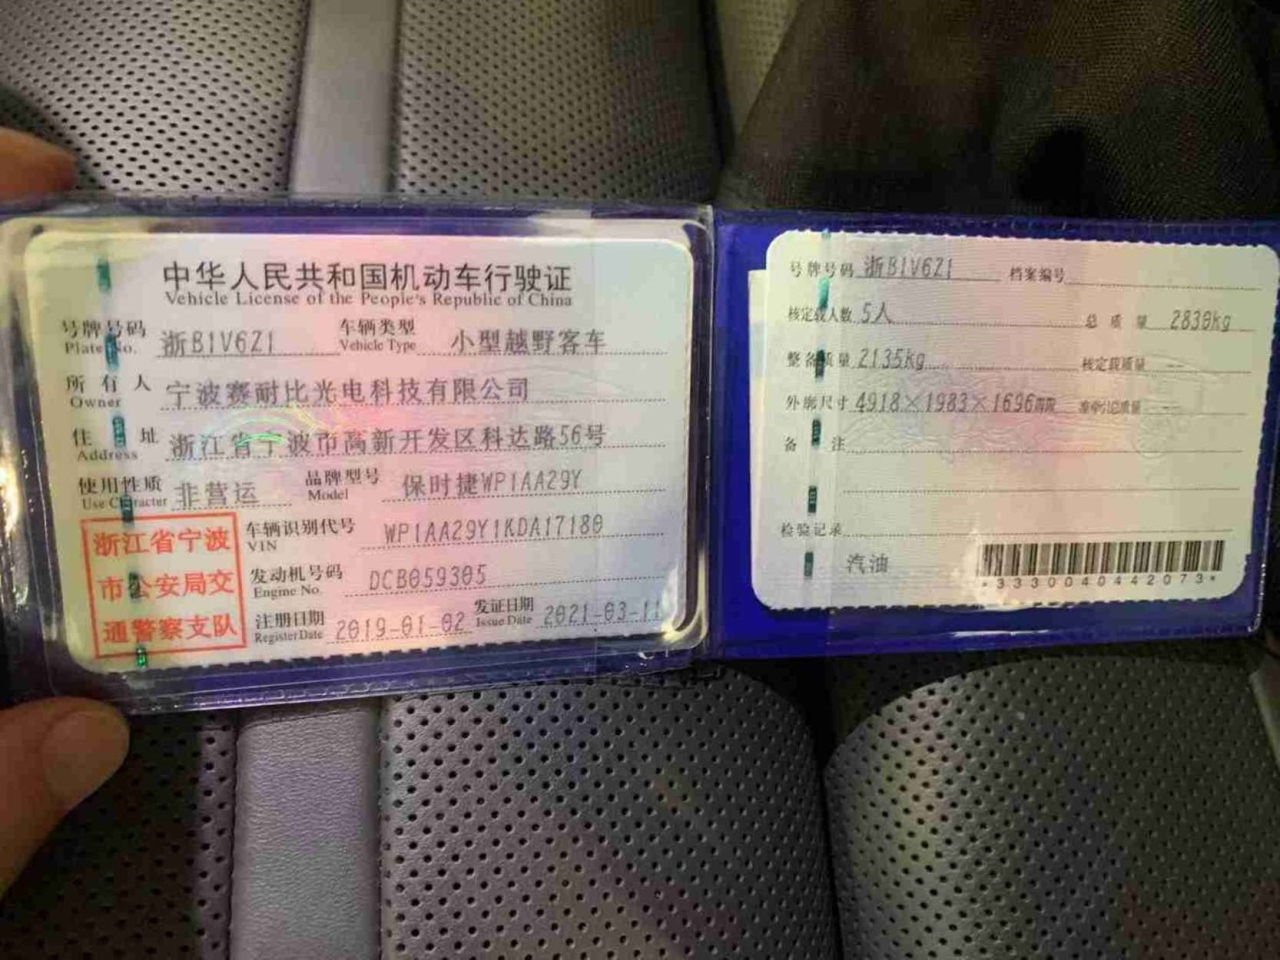 中华人民共和国机动车行驶证
Vehicle License of the People's Republic of China
号牌号码 浙B1V6Z1 车辆类型 小型越野客车
Plate No. Vehicle Type
所有人 宁波赛耐比光电科技有限公司
Owner
住址 浙江省宁波市高新开发区科达路56号
Address
使用性质 非营运 品牌型号 保时捷WP1AA29Y
Use Character Model
浙江省宁波
市公安局交
通警察支队
车辆识别代号 WP1AA29Y1KDA17180
VIN
发动机号码 DCB059305
Engine No.
注册日期 2019-01-02 发证日期 2021-03-11
Register Date Issue Date
号牌号码 浙B1V6Z1 档案编号
核定载人数 5人 总质量 2830kg
整备质量 2135kg 核定载质量 --
外廓尺寸 4918×1983×1696mm 准牵引总质量 --
备注
检验记录
汽油
*3330040442073*